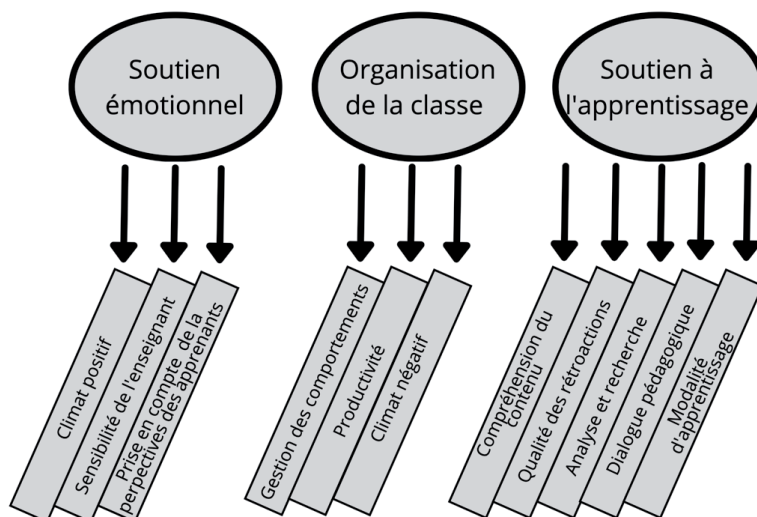 Soutien
émotionnel
Organisation
de la classe
Soutien à
l'apprentissage
Climat positif
Sensibilité de l'enseignant
Prise en compte de la
perpectives des apprenants
Gestion des comportements
Productivité
Climat négatif
Compréhension du
contenu
Qualité des rétroactions
Analyse et recherche
Dialogue pédagogique
Modalité
d'apprentissage